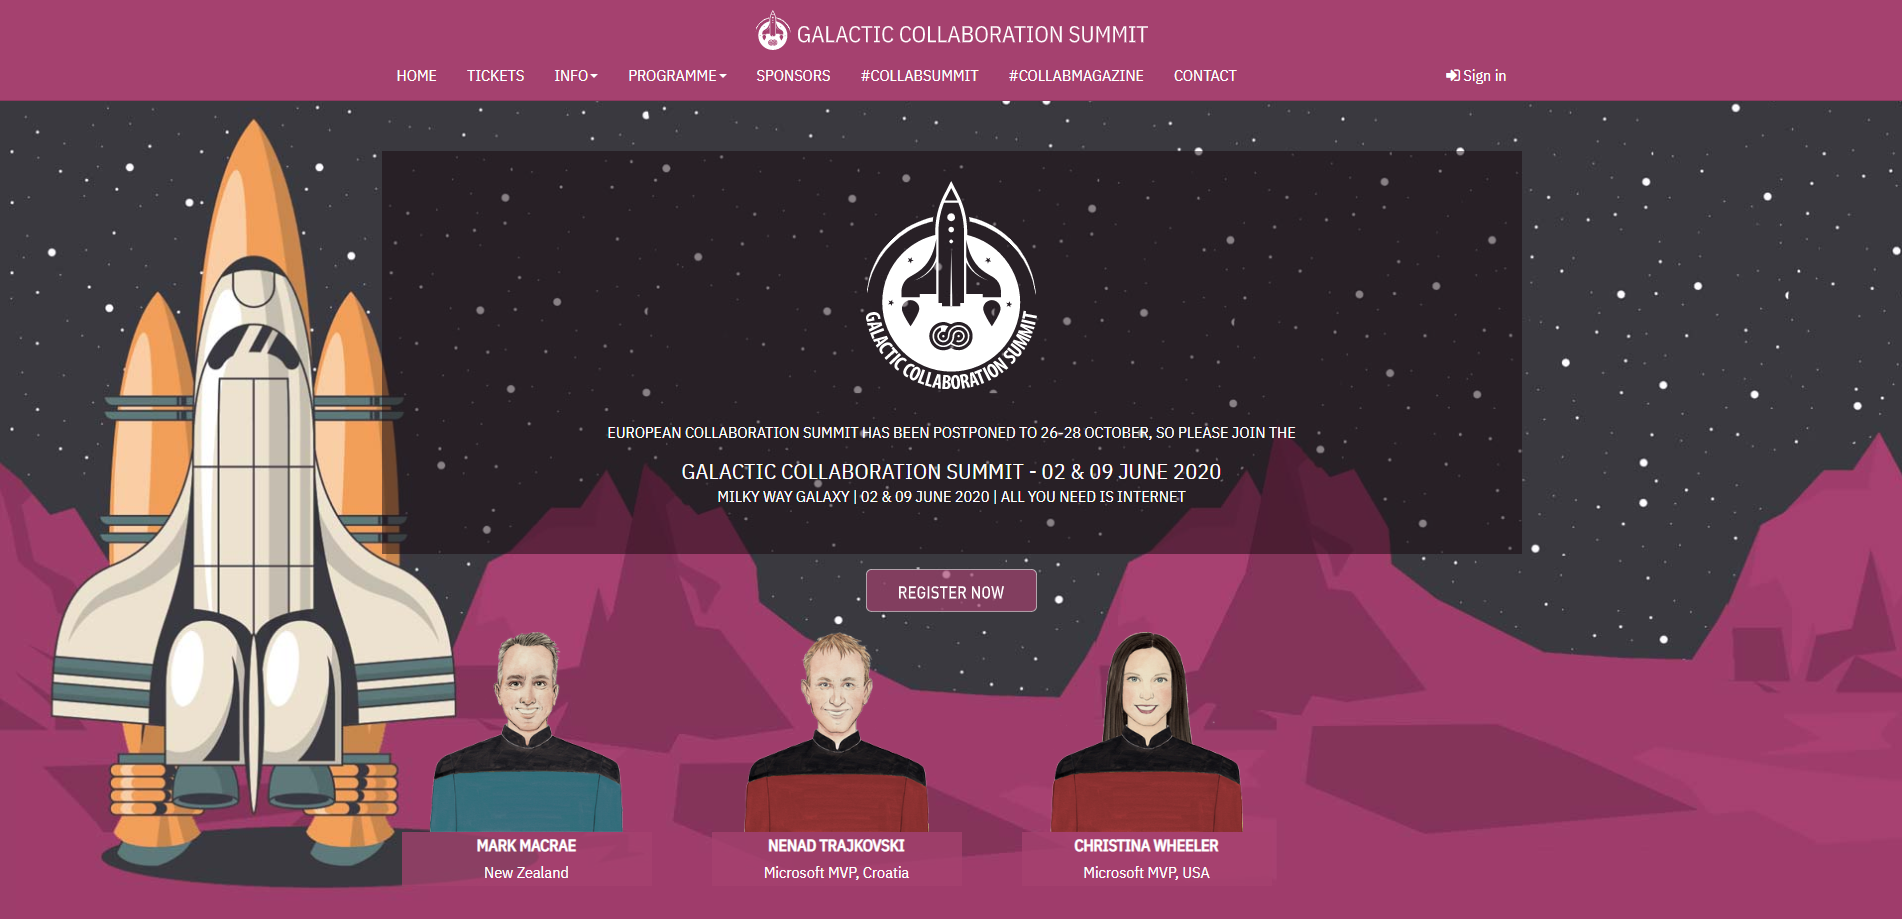 GALACTIC COLLABORATION SUMMIT
HOME TICKETS INFO PROGRAMME SPONSORS #COLLABSUMMIT #COLLABMAGAZINE CONTACT Sign in
GALACTIC COLLABORATION SUMMIT
EUROPEAN COLLABORATION SUMMIT HAS BEEN POSTPONED TO 26-28 OCTOBER, SO PLEASE JOIN THE
GALACTIC COLLABORATION SUMMIT - 02 & 09 JUNE 2020
MILKY WAY GALAXY | 02 & 09 JUNE 2020 | ALL YOU NEED IS INTERNET
REGISTER NOW
MARK MACRAE NENAD TRAJKOVSKI CHRISTINA WHEELER
New Zealand Microsoft MVP, Croatia Microsoft MVP, USA